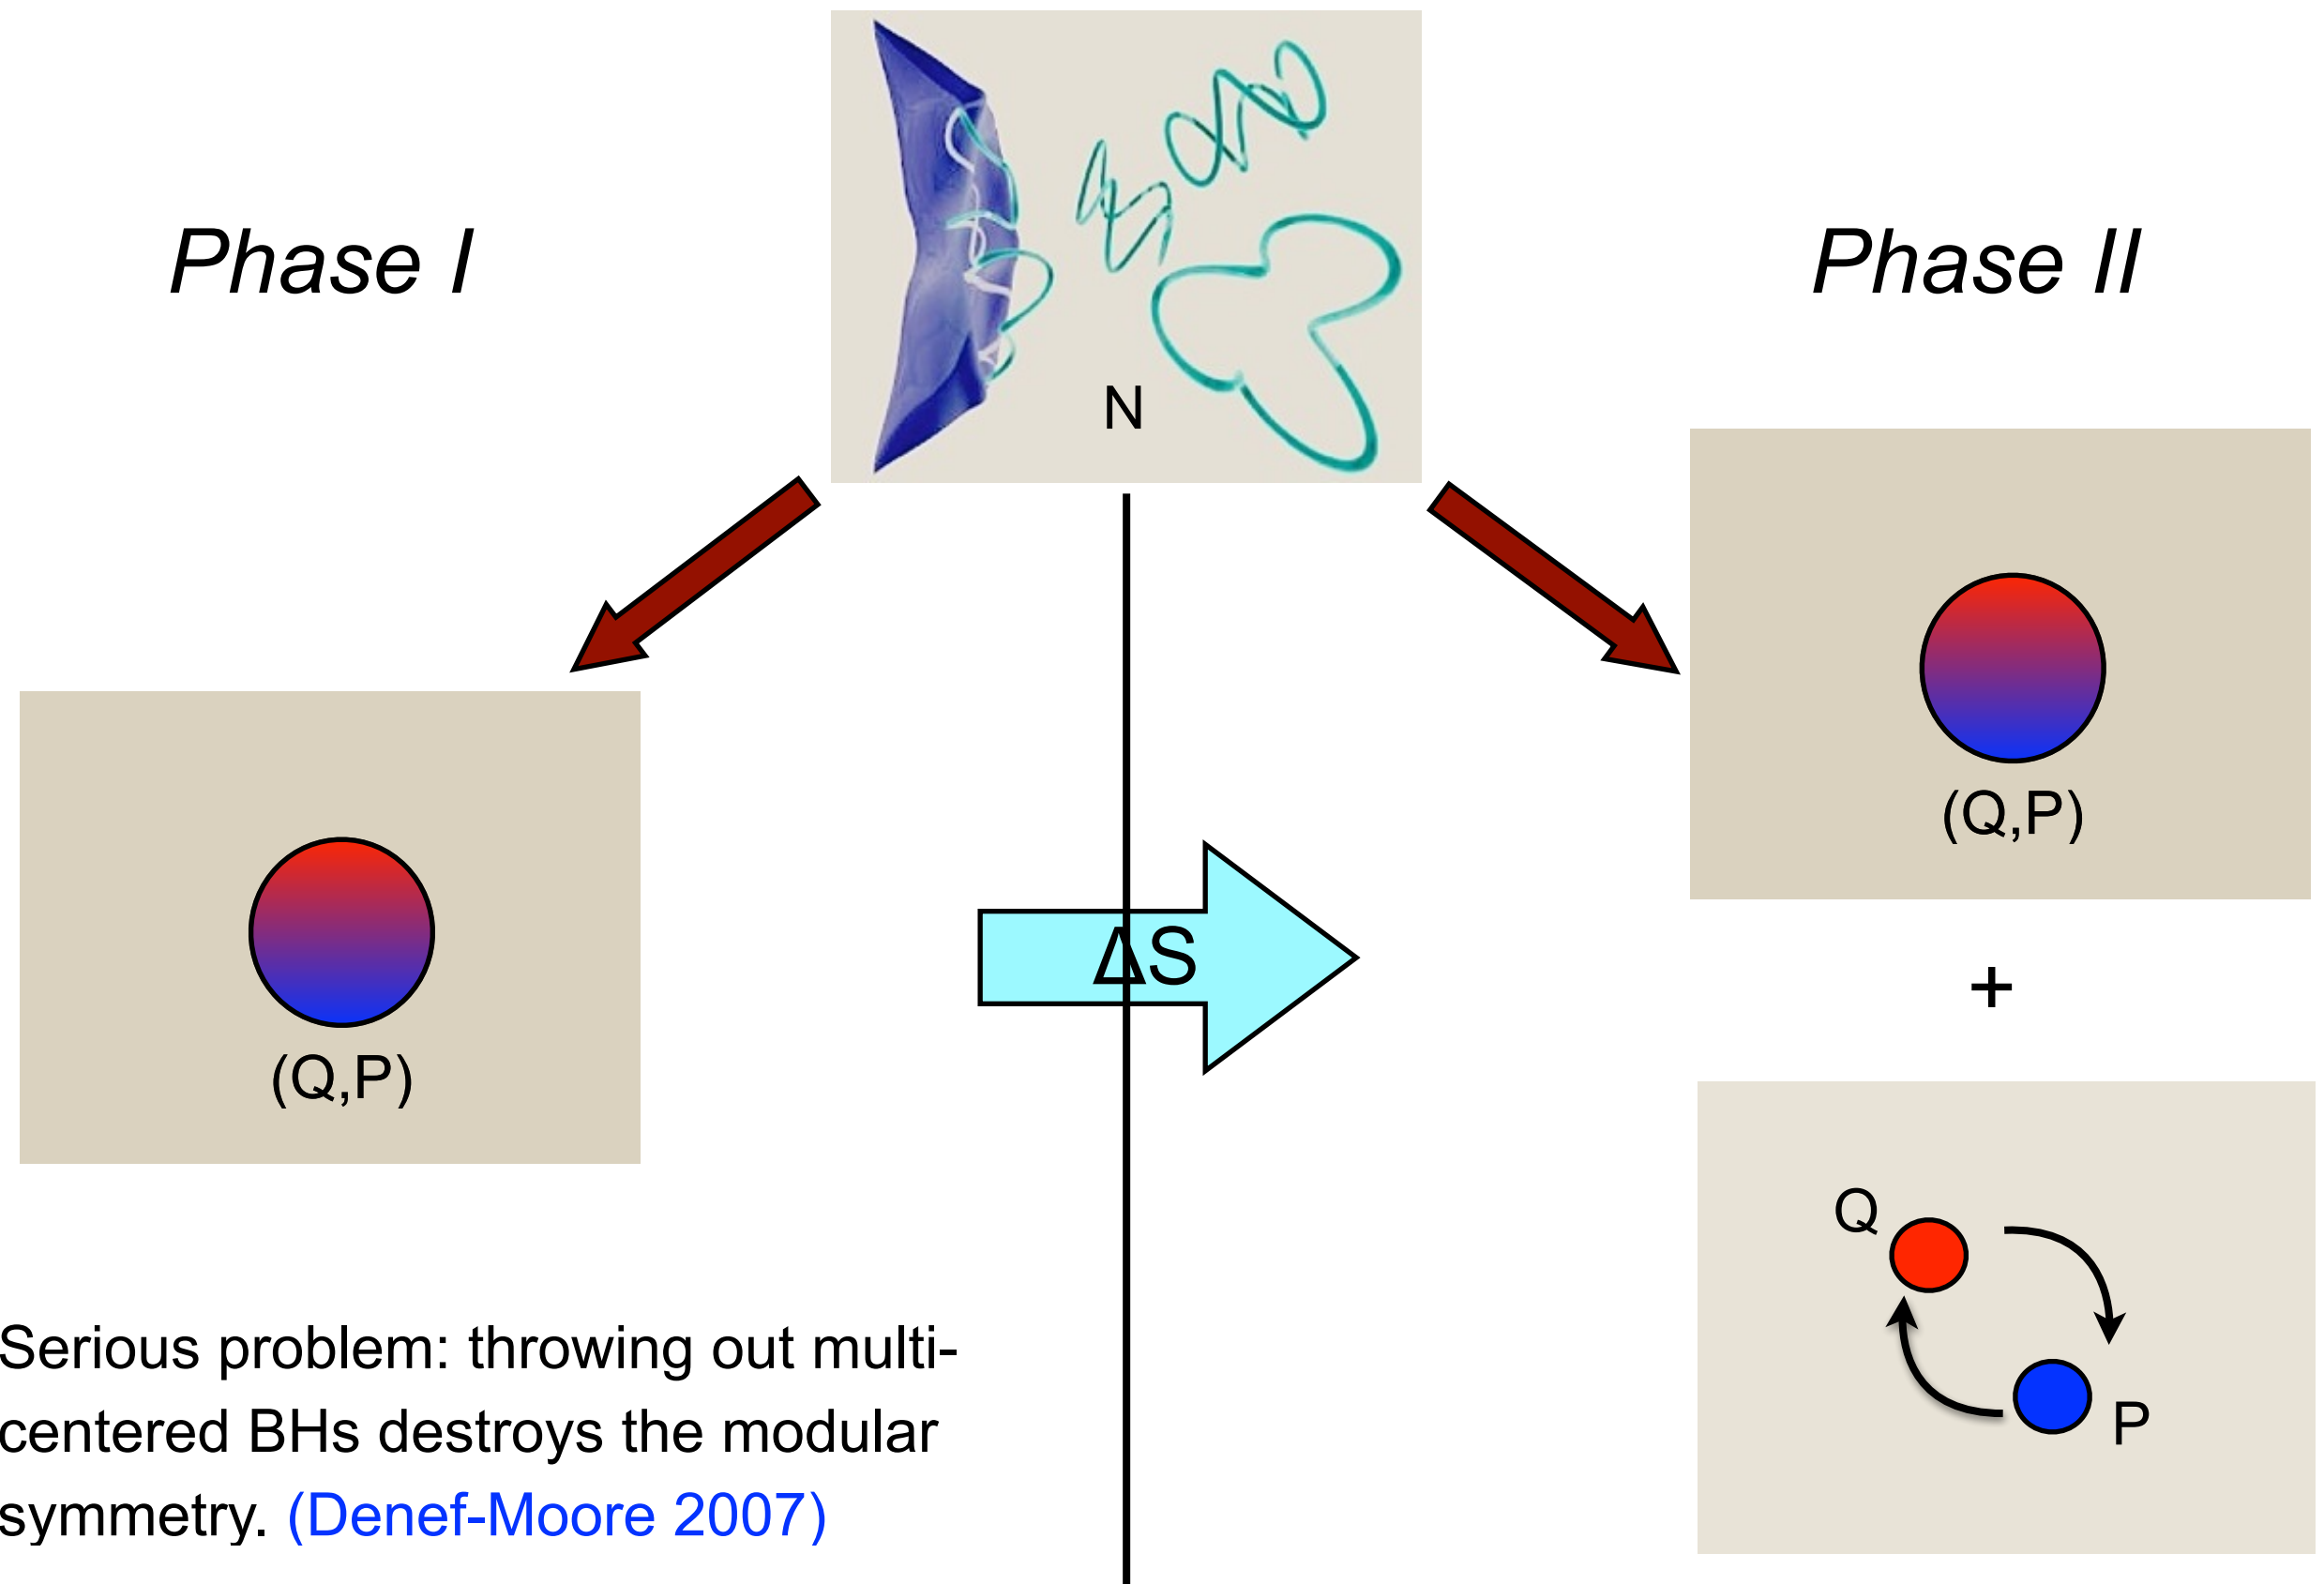 Phase I
Phase II
N
(Q,P)
(Q,P)
ΔS
+
Q
P
Serious problem: throwing out multi-
centered BHs destroys the modular
symmetry. (Denef-Moore 2007)